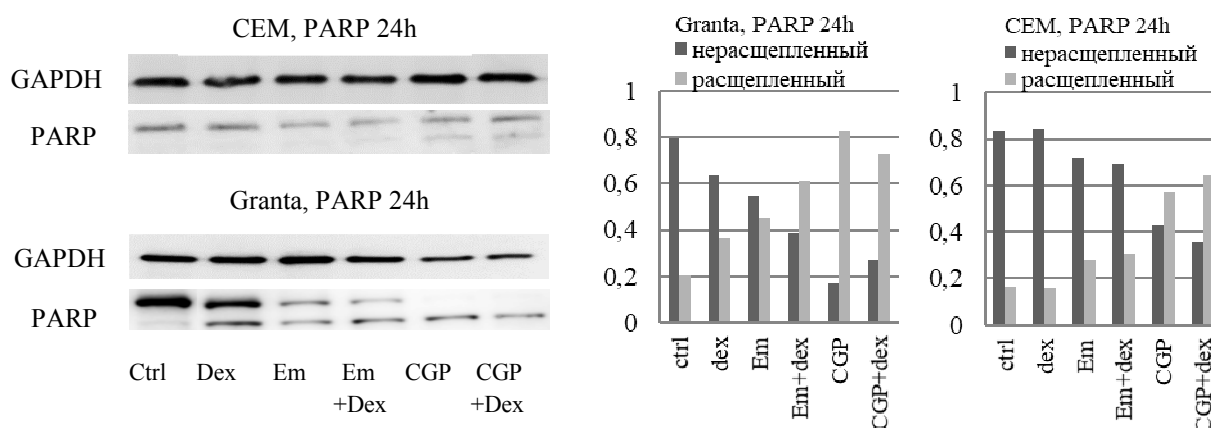 CEM, PARP 24h
GAPDH
PARP
Granta, PARP 24h
GAPDH
PARP
Ctrl Dex Em Em CGP CGP
+Dex +Dex
Granta, PARP 24h
нерасщепленный
расщепленный
1
0,8
0,6
0,4
0,2
0
ctrl
dex
Em
Em+dex
CGP
CGP+dex
CEM, PARP 24h
нерасщепленный
расщепленный
1
0,8
0,6
0,4
0,2
0
ctrl
dex
Em
Em+dex
CGP
CGP+dex